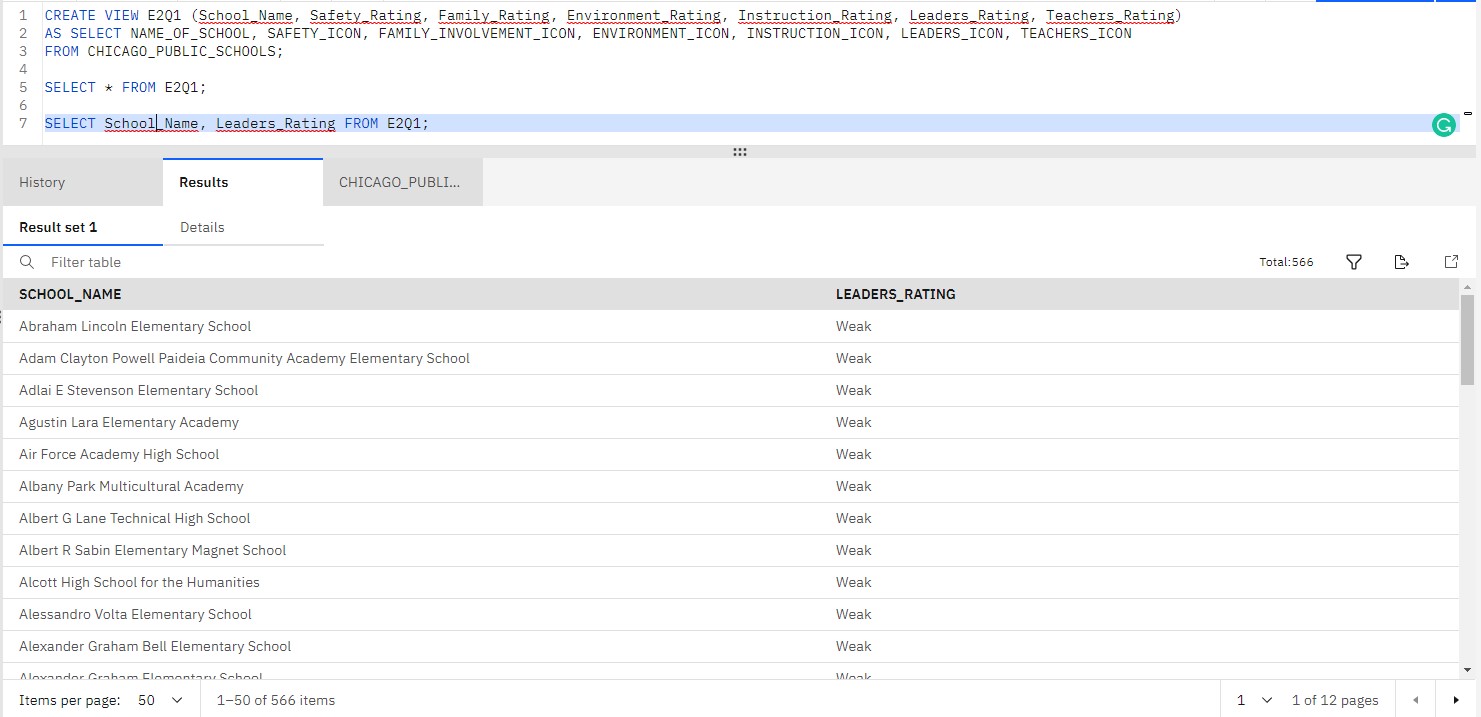 1 CREATE VIEW E2Q1 (School_Name, Safety_Rating, Family_Rating, Environment_Rating, Instruction_Rating, Leaders_Rating, Teachers_Rating)
2 AS SELECT NAME_OF_SCHOOL, SAFETY_ICON, FAMILY_INVOLVEMENT_ICON, ENVIRONMENT_ICON, INSTRUCTION_ICON, LEADERS_ICON, TEACHERS_ICON
3 FROM CHICAGO_PUBLIC_SCHOOLS;
4
5 SELECT * FROM E2Q1;
6
7 SELECT School_Name, Leaders_Rating FROM E2Q1;
History Results CHICAGO_PUBLI...
Result set 1 Details
Filter table Total:566
SCHOOL_NAME LEADERS_RATING
Abraham Lincoln Elementary School Weak
Adam Clayton Powell Paideia Community Academy Elementary School Weak
Adlai E Stevenson Elementary School Weak
Agustin Lara Elementary Academy Weak
Air Force Academy High School Weak
Albany Park Multicultural Academy Weak
Albert G Lane Technical High School Weak
Albert R Sabin Elementary Magnet School Weak
Alcott High School for the Humanities Weak
Alessandro Volta Elementary School Weak
Alexander Graham Bell Elementary School Weak
Alexander Graham Elementary School Weak
Items per page: 50 1–50 of 566 items 1 1 of 12 pages